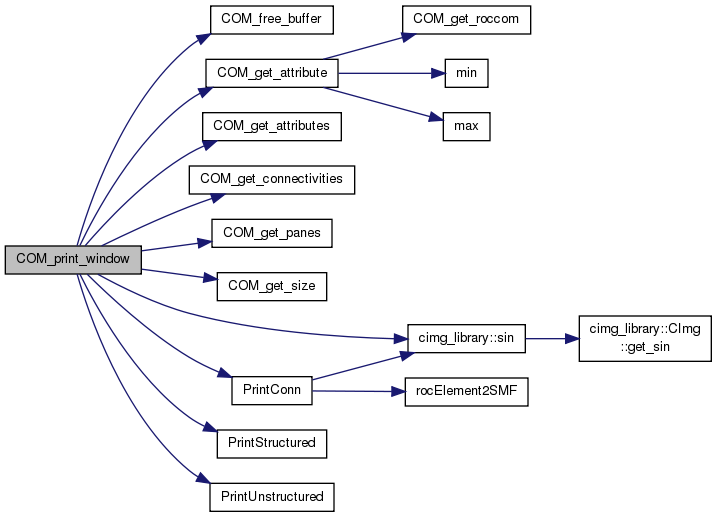 COM_free_buffer
COM_get_roccom
COM_get_attribute
min
max
COM_get_attributes
COM_get_connectivities
COM_get_panes
COM_print_window
COM_get_size
cimg_library::sin
cimg_library::CImg
::get_sin
PrintConn
rocElement2SMF
PrintStructured
PrintUnstructured